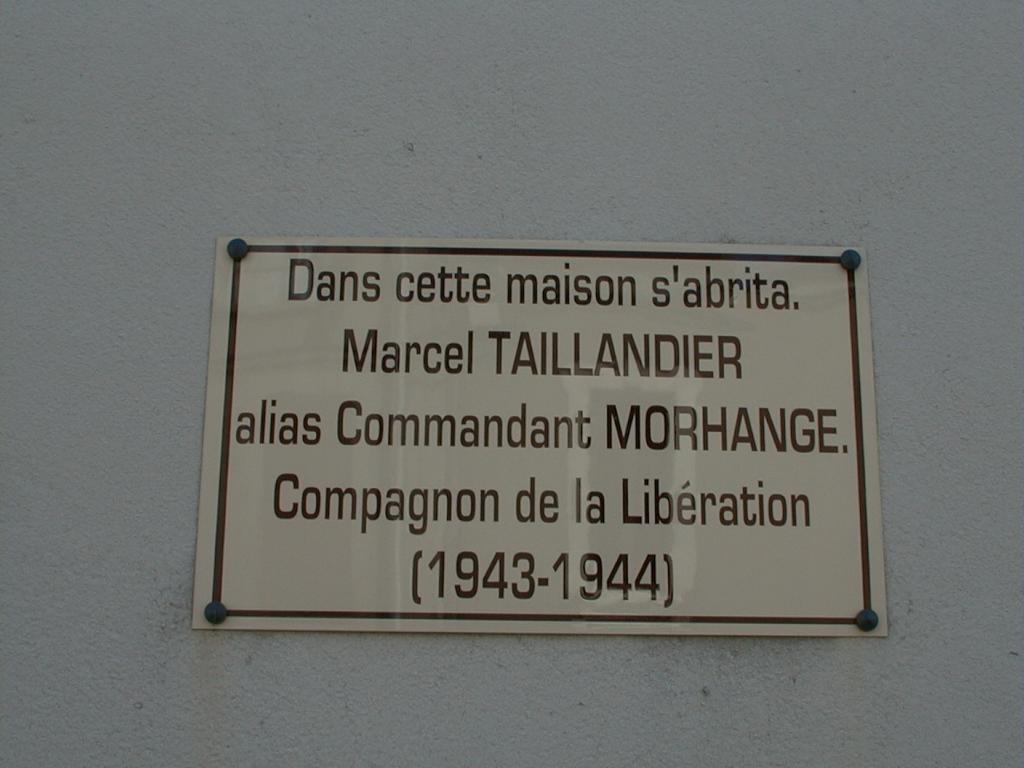 Dans cette maison s'abrita.
Marcel TAILLANDIER
alias Commandant MORHANGE.
Compagnon de la Libération
(1943-1944)